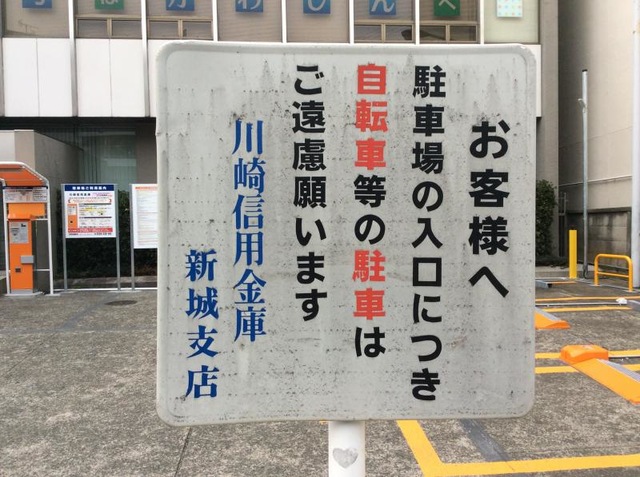 お客様へ
駐車場の入口につき
自転車等の駐車は
ご遠慮願います
川崎信用金庫
新城支店